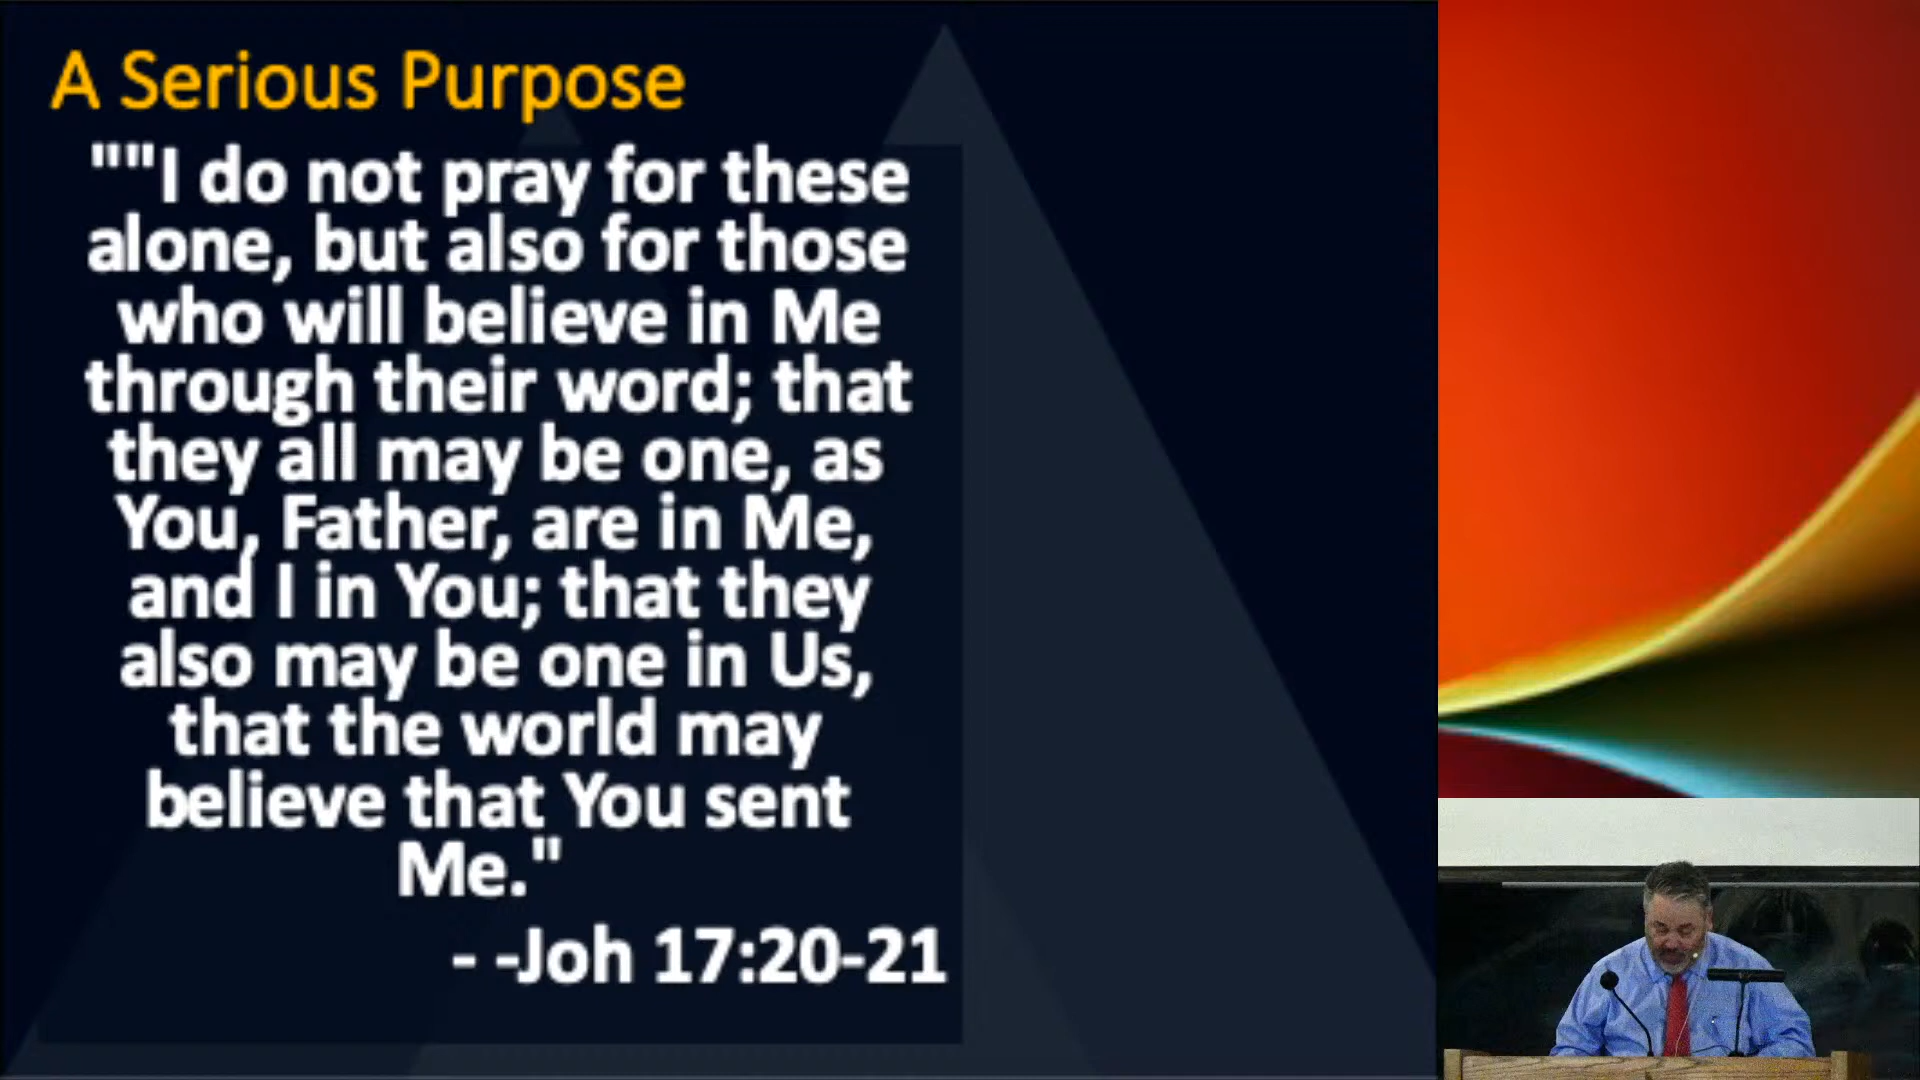 A Serious Purpose
""I do not pray for these
alone, but also for those
who will believe in Me
through their word; that
they all may be one, as
You, Father, are in Me,
and I in You; that they
also may be one in Us,
that the world may
believe that You sent
Me."
- -Joh 17:20-21